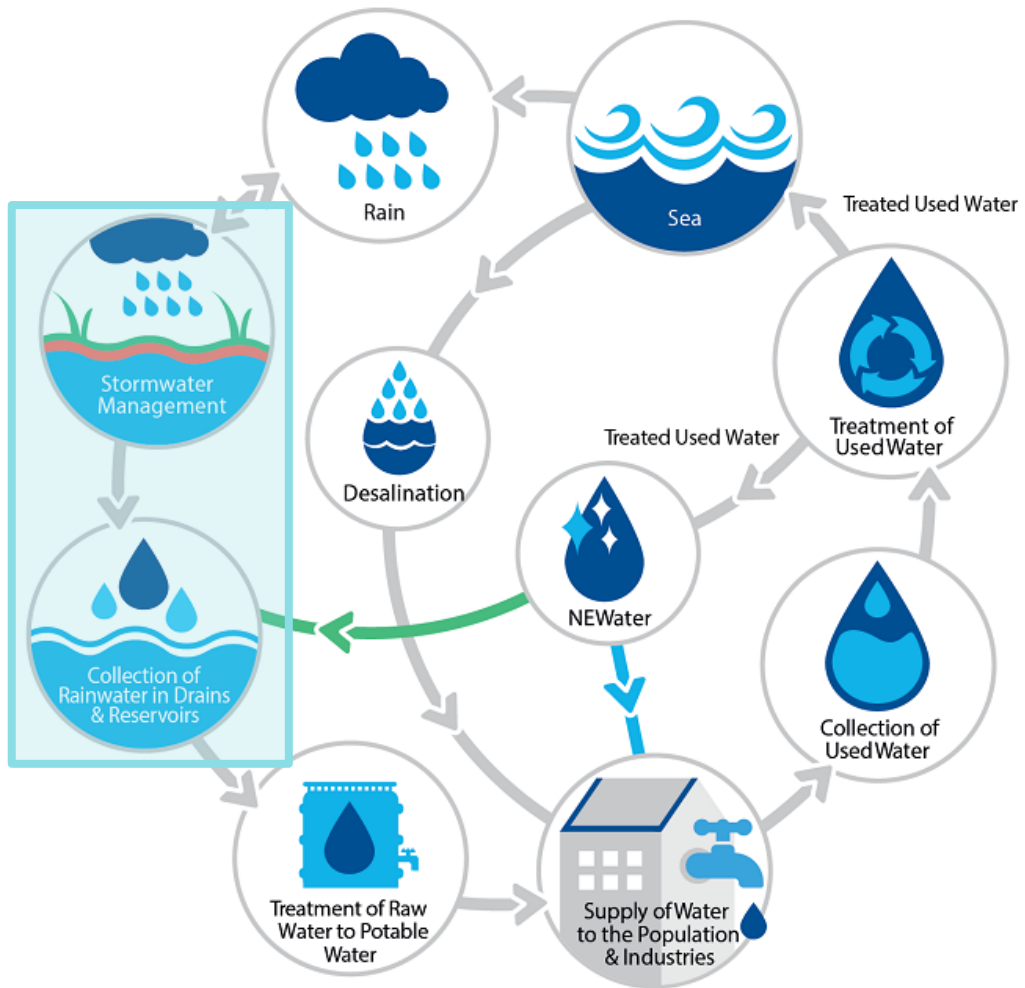 Rain
Sea
Treated Used Water
Stormwater
Management
Treatment of
Used Water
Treated Used Water
Desalination
NEWater
Collection of
Rainwater in Drains
& Reservoirs
Collection of
Used Water
Treatment of Raw
Water to Potable
Water
Supply of Water
to the Population
& Industries